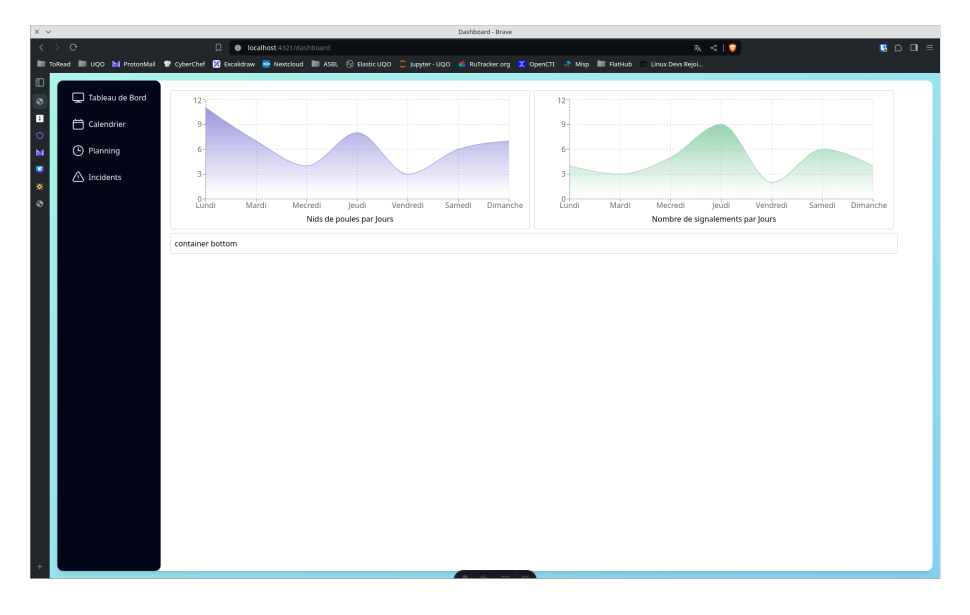 Dashboard - Brave
localhost:4321/dashboard
ToRead UQO ProtonMail CyberChef Excalidraw Nextcloud ASBL Elastic UQO Jupyter - UQO RuTracker.org OpenCTI Misp FlatHub Linux Devs Rejoi...
Tableau de Bord
Calendrier
Planning
Incidents
12
9
6
3
0
Lundi Mardi Mecredi Jeudi Vendredi Samedi Dimanche
Nids de poules par Jours
12
9
6
3
0
Lundi Mardi Mecredi Jeudi Vendredi Samedi Dimanche
Nombre de signalements par Jours
container bottom